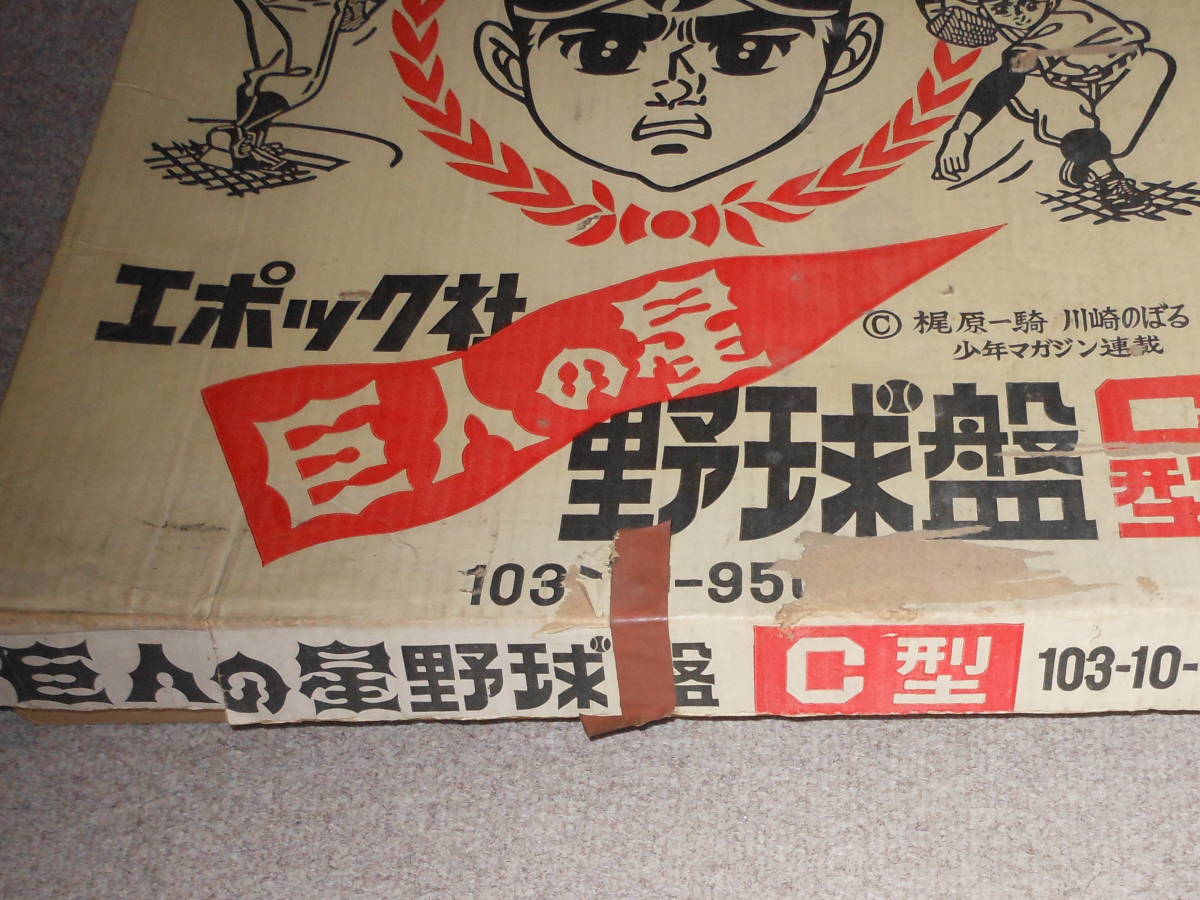 エポック社
巨人の星
© 梶原一騎 川崎のぼる
少年マガジン連載
野球盤 C型
103 -95
巨人の星野球盤 C型 103-10-